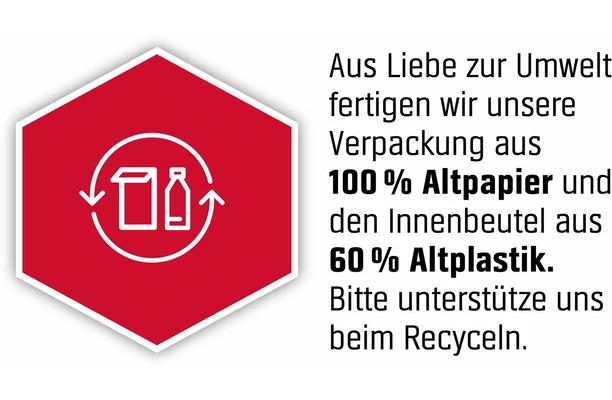 Aus Liebe zur Umwelt
fertigen wir unsere
Verpackung aus
100 % Altpapier und
den Innenbeutel aus
60 % Altplastik.
Bitte unterstütze uns
beim Recyceln.